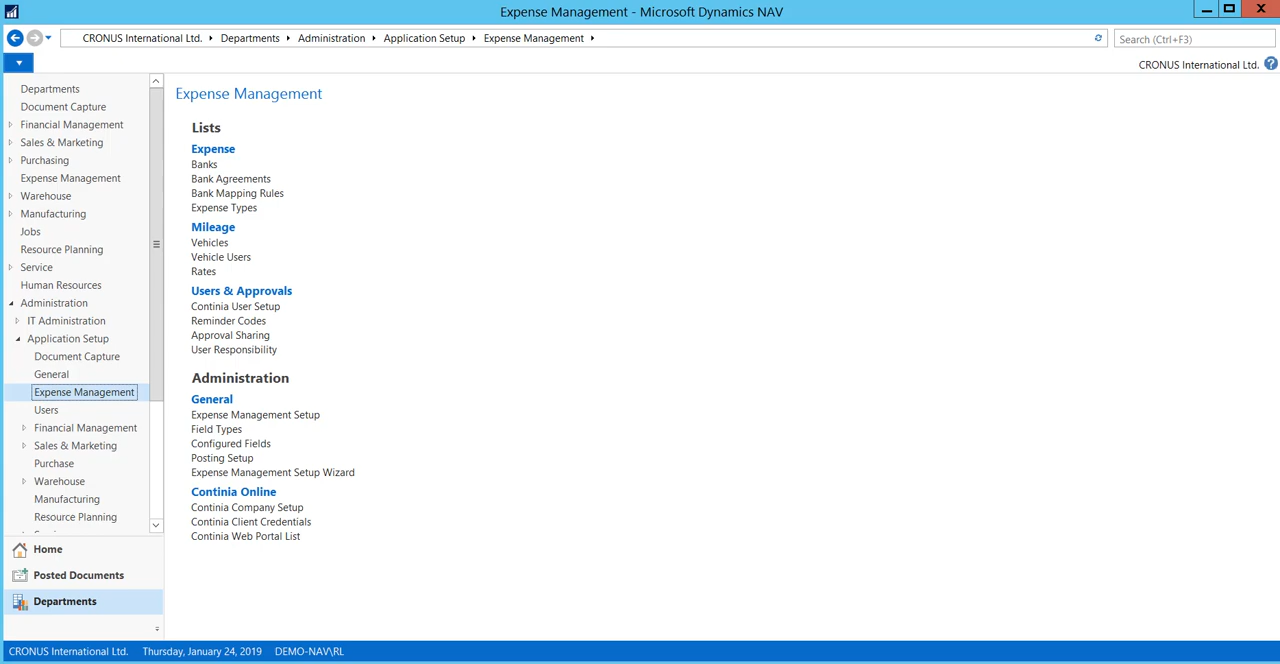 Expense Management - Microsoft Dynamics NAV
CRONUS International Ltd. Departments Administration Application Setup Expense Management
Search (Ctrl+F3)
CRONUS International Ltd.
Departments
Document Capture
Financial Management
Sales & Marketing
Purchasing
Expense Management
Warehouse
Manufacturing
Jobs
Resource Planning
Service
Human Resources
Administration
IT Administration
Application Setup
Document Capture
General
Expense Management
Users
Financial Management
Sales & Marketing
Purchase
Warehouse
Manufacturing
Resource Planning
Home
Posted Documents
Departments
Expense Management
Lists
Expense
Banks
Bank Agreements
Bank Mapping Rules
Expense Types
Mileage
Vehicles
Vehicle Users
Rates
Users & Approvals
Continia User Setup
Reminder Codes
Approval Sharing
User Responsibility
Administration
General
Expense Management Setup
Field Types
Configured Fields
Posting Setup
Expense Management Setup Wizard
Continia Online
Continia Company Setup
Continia Client Credentials
Continia Web Portal List
CRONUS International Ltd. Thursday, January 24, 2019 DEMO-NAV\RL